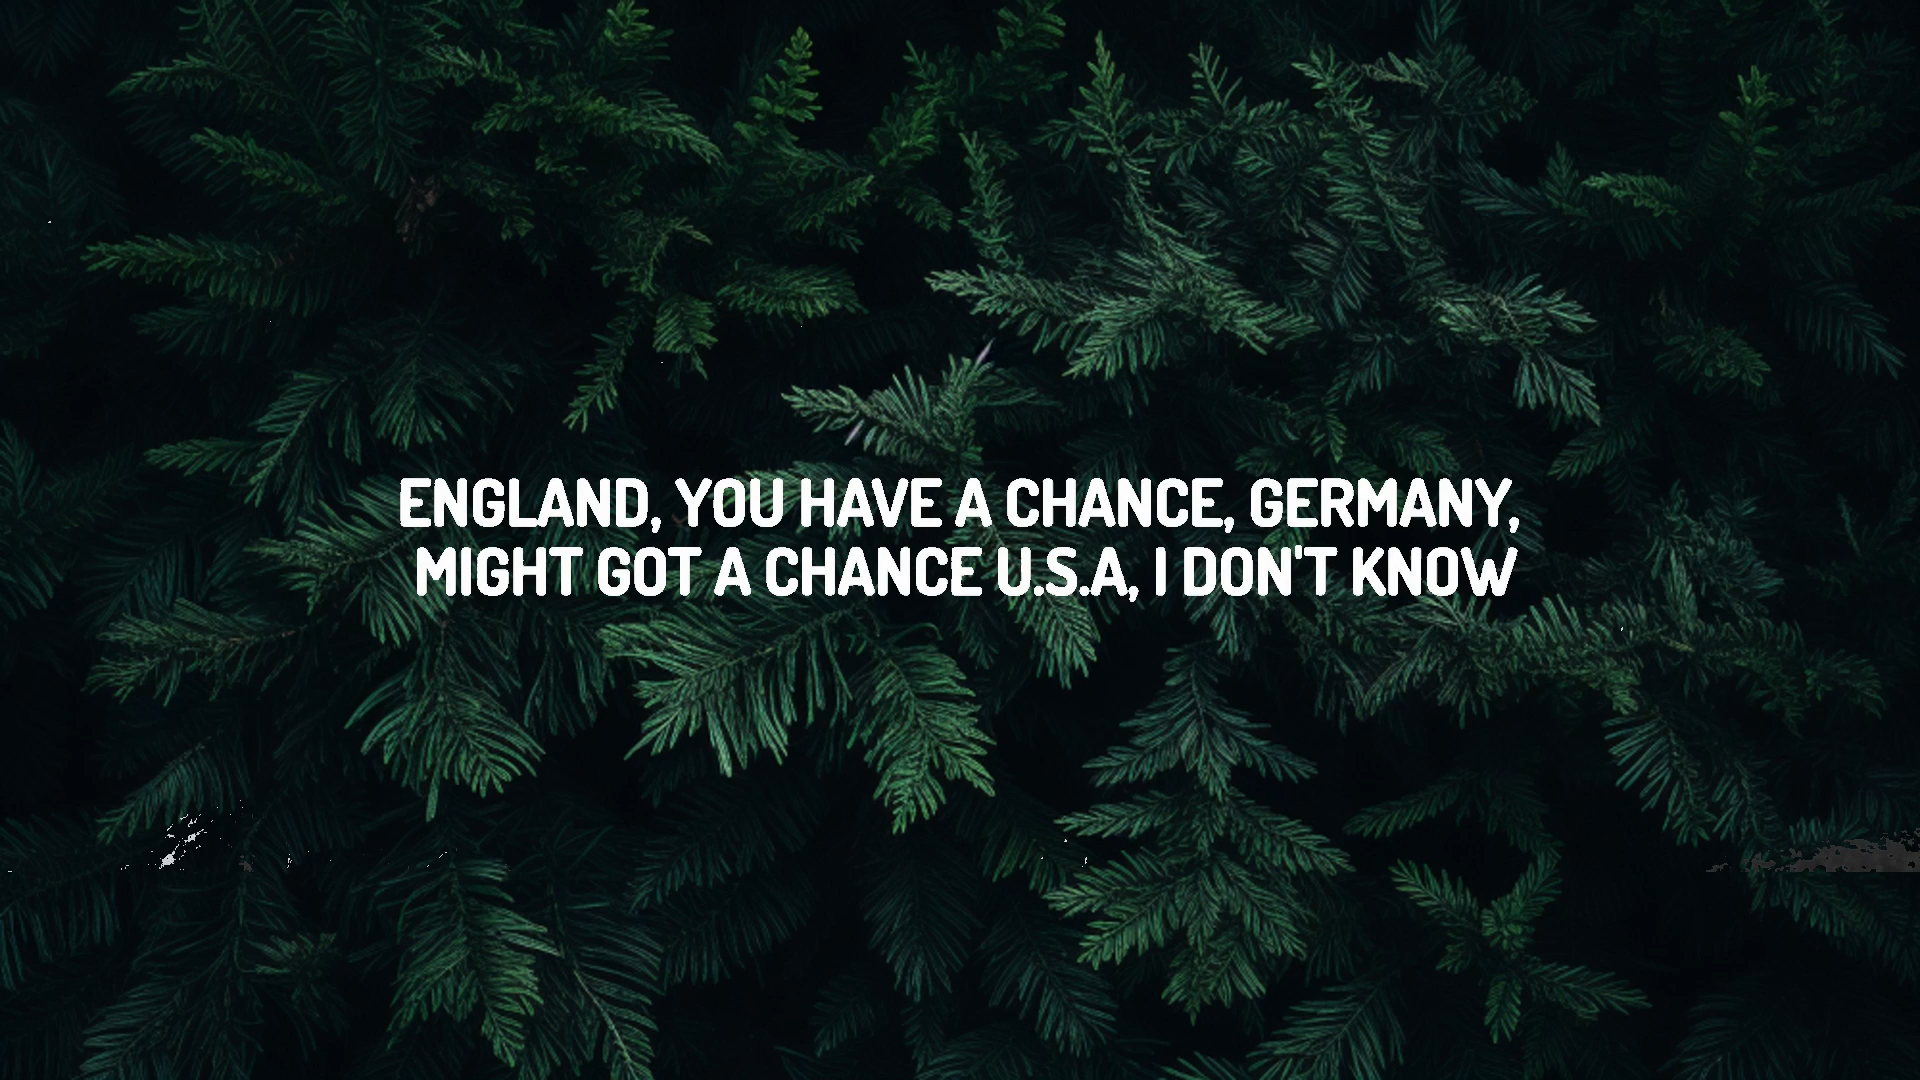 ENGLAND, YOU HAVE A CHANCE, GERMANY,
MIGHT GOT A CHANCE U.S.A, I DON'T KNOW